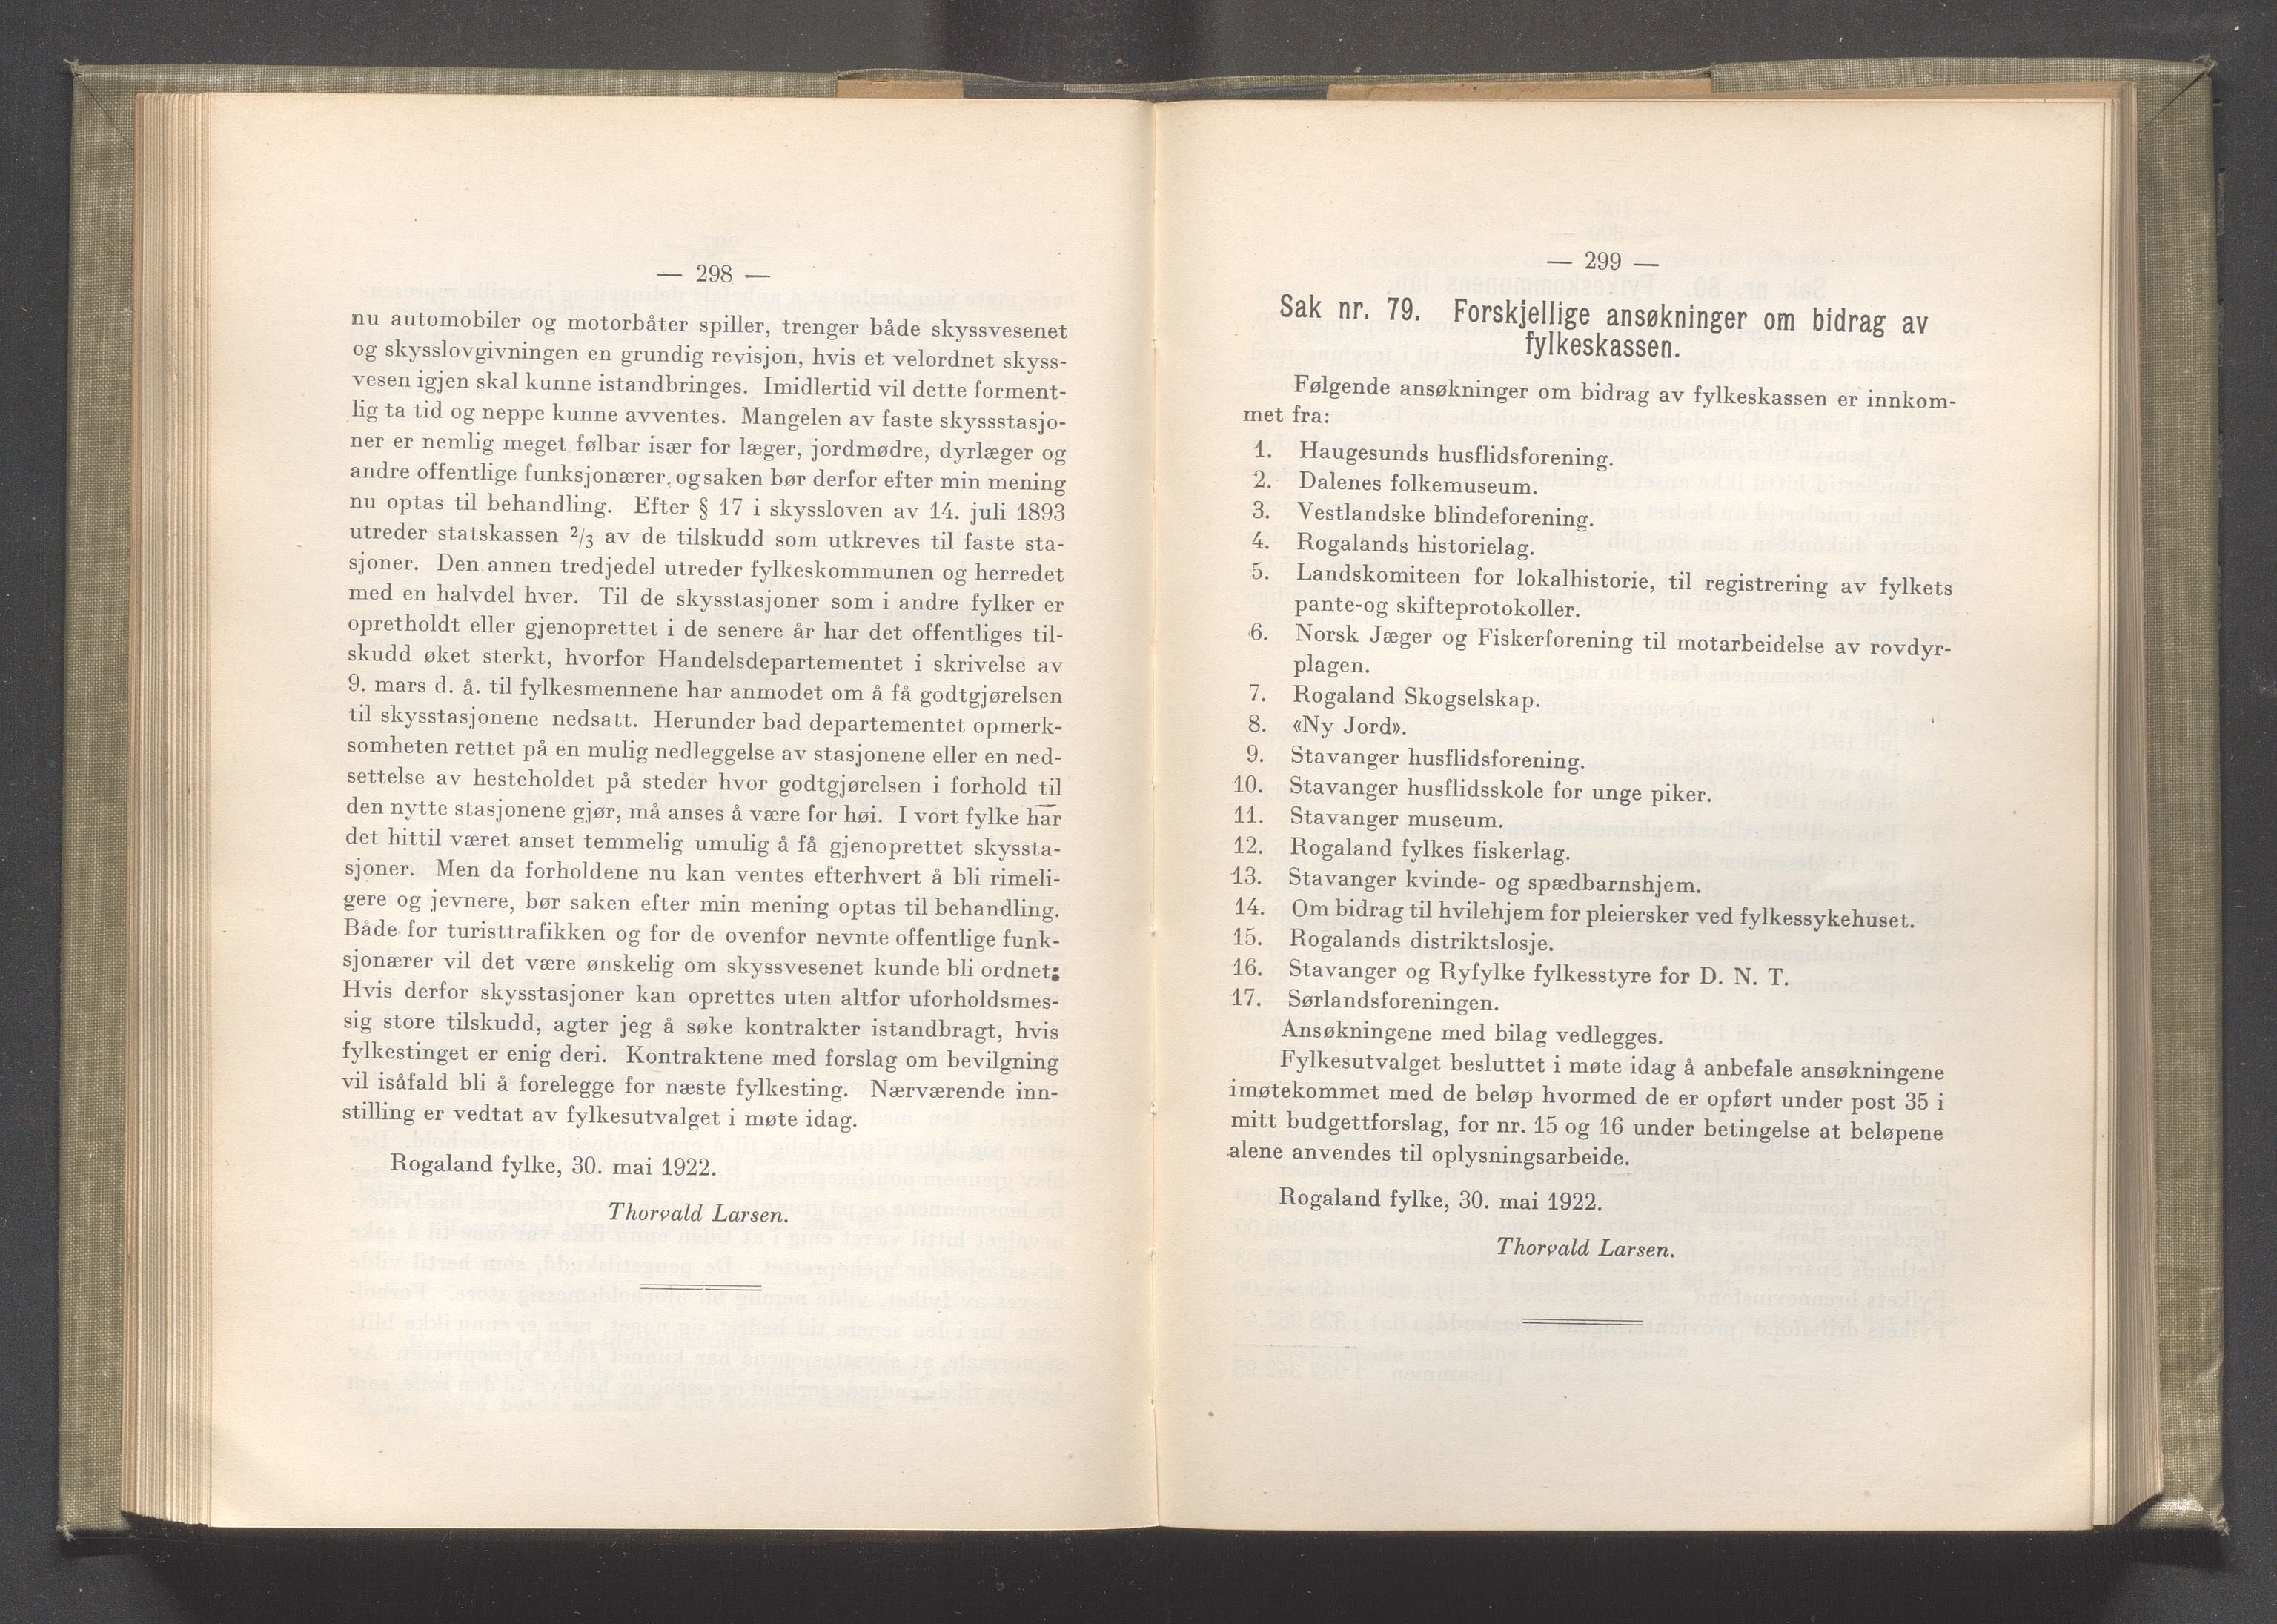 — 298 —
nu automobiler og motorbåter spiller, trenger både skyssvesenet
og skysslovgivningen en grundig revisjon, hvis et velordnet skyss-
vesen igjen skal kunne istandbringes. Imidlertid vil dette forment-
lig ta tid og neppe kunne avventes. Mangelen av faste skyssstasjo-
ner er nemlig meget følbar især for læger, jordmødre, dyrlæger og
andre offentlige funksjonærer. og saken bør derfor efter min mening
nu optas til behandling. Efter § 17 i skyssloven av 14. juli 1893
utreder statskassen 2/3 av de tilskudd som utkreves til faste sta-
sjoner. Den annen tredjedel utreder fylkeskommunen og herredet
med en halvdel hver. Til de skysstasjoner som i andre fylker er
opretholdt eller gjenoprettet i de senere år har det offentliges til-
skudd øket sterkt, hvorfor Handelsdepartementet i skrivelse av
9. mars d. å. til fylkesmennene har anmodet om å få godtgjørelsen
til skysstasjonene nedsatt. Herunder bad departementet opmerk-
somheten rettet på en mulig nedleggelse av stasjonene eller en ned-
settelse av hesteholdet på steder hvor godtgjørelsen i forhold til
den nytte stasjonene gjør, må anses å være for høi. I vort fylke har
det hittil været anset temmelig umulig å få gjenoprettet skyssta-
sjoner. Men da forholdene nu kan ventes efterhvert å bli rimeli-
gere og jevnere, bør saken efter min mening optas til behandling.
Både for turisttrafikken og for de ovenfor nevnte offentlige funk-
sjonærer vil det være ønskelig om skyssvesenet kunde bli ordnet:
Hvis derfor skysstasjoner kan oprettes uten altfor uforholdsmes-
sig store tilskudd, agter jeg å søke kontrakter istandbragt, hvis
fylkestinget er enig deri. Kontraktene med forslag om bevilgning
vil isåfald bli å forelegge for næste fylkesting. Nærværende inn-
stilling er vedtat av fylkesutvalget i møte idag.
Rogaland fylke, 30. mai 1922.
Thorvald Larsen.
— 299 —
Sak nr. 79. Forskjellige ansøkninger om bidrag av
fylkeskassen.
Følgende ansøkninger om bidrag av fylkeskassen er innkom-
met fra:
1. Haugesunds husflidsforening.
2. Dalenes folkemuseum.
3. Vestlandske blindeforening.
4. Rogalands historielag.
5. Landskomiteen for lokalhistorie, til registrering av fylkets
pante-og skifteprotokoller.
6. Norsk Jæger og Fiskerforening til motarbeidelse av rovdyr-
plagen.
7. Rogaland Skogselskap.
8. «Ny Jord».
9. Stavanger husflidsforening.
10. Stavanger husflidsskole for unge piker.
11. Stavanger museum.
12. Rogaland fylkes fiskerlag.
13. Stavanger kvinde- og spædbarnshjem.
14. Om bidrag til hvilehjem for pleiersker ved fylkessykehuset.
15. Rogalands distriktslosje.
16. Stavanger og Ryfylke fylkesstyre for D. N. T.
17. Sørlandsforeningen.
Ansøkningene med bilag vedlegges.
Fylkesutvalget besluttet i møte idag å anbefale ansøkningene
imøtekommet med de beløp hvormed de er opført under post 35 i
mitt budgettforslag, for nr. 15 og 16 under betingelse at beløpene
alene anvendes til oplysningsarbeide.
Rogaland fylke, 30. mai 1922.
Thorvald Larsen.